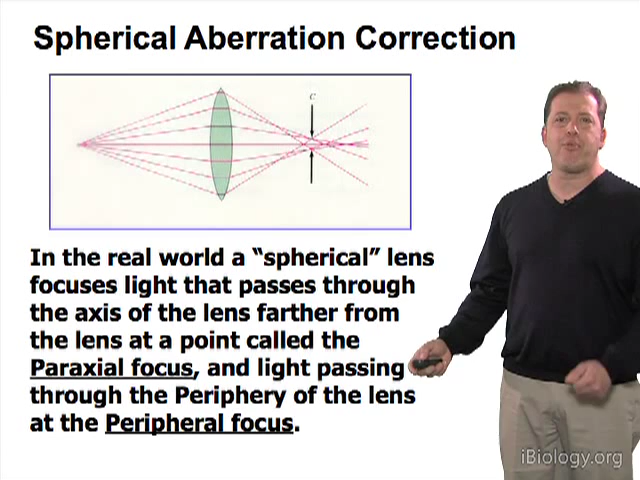 Spherical Aberration Correction
c
In the real world a “spherical” lens
focuses light that passes through
the axis of the lens farther from
the lens at a point called the
Paraxial focus, and light passing
through the Periphery of the lens
at the Peripheral focus.
iBiology.org